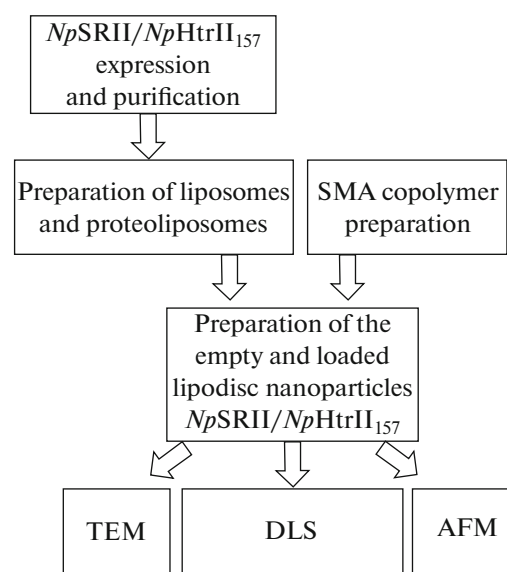 NpSRII/NpHtrII157
expression
and purification
Preparation of liposomes
and proteoliposomes
SMA copolymer
preparation
Preparation of the
empty and loaded
lipodisc nanoparticles
NpSRII/NpHtrII157
TEM
DLS
AFM